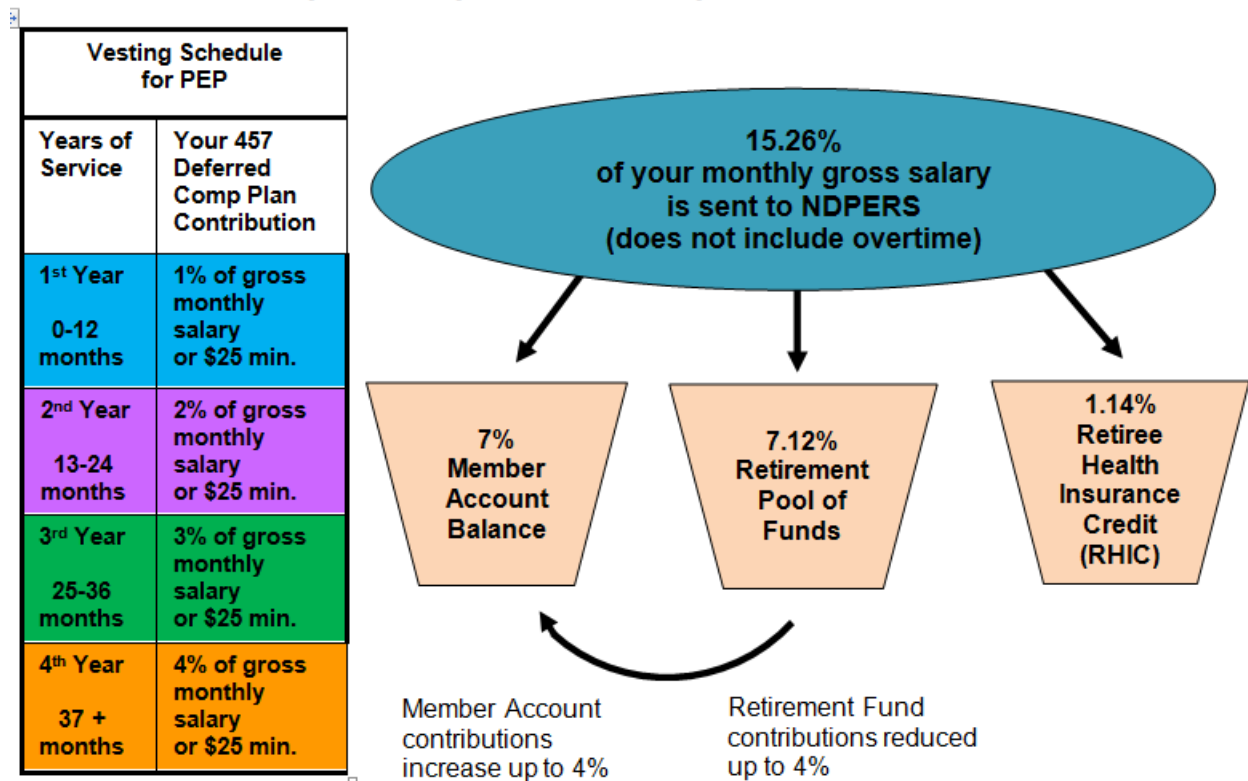 Vesting Schedule
for PEP
Years of
Service
Your 457
Deferred
Comp Plan
Contribution
1st Year
0-12
months
1% of gross
monthly
salary
or $25 min.
2nd Year
13-24
months
2% of gross
monthly
salary
or $25 min.
3rd Year
25-36
months
3% of gross
monthly
salary
or $25 min.
4th Year
37 +
months
4% of gross
monthly
salary
or $25 min.
15.26%
of your monthly gross salary
is sent to NDPERS
(does not include overtime)
7%
Member
Account
Balance
7.12%
Retirement
Pool of
Funds
1.14%
Retiree
Health
Insurance
Credit
(RHIC)
Member Account
contributions
increase up to 4%
Retirement Fund
contributions reduced
up to 4%